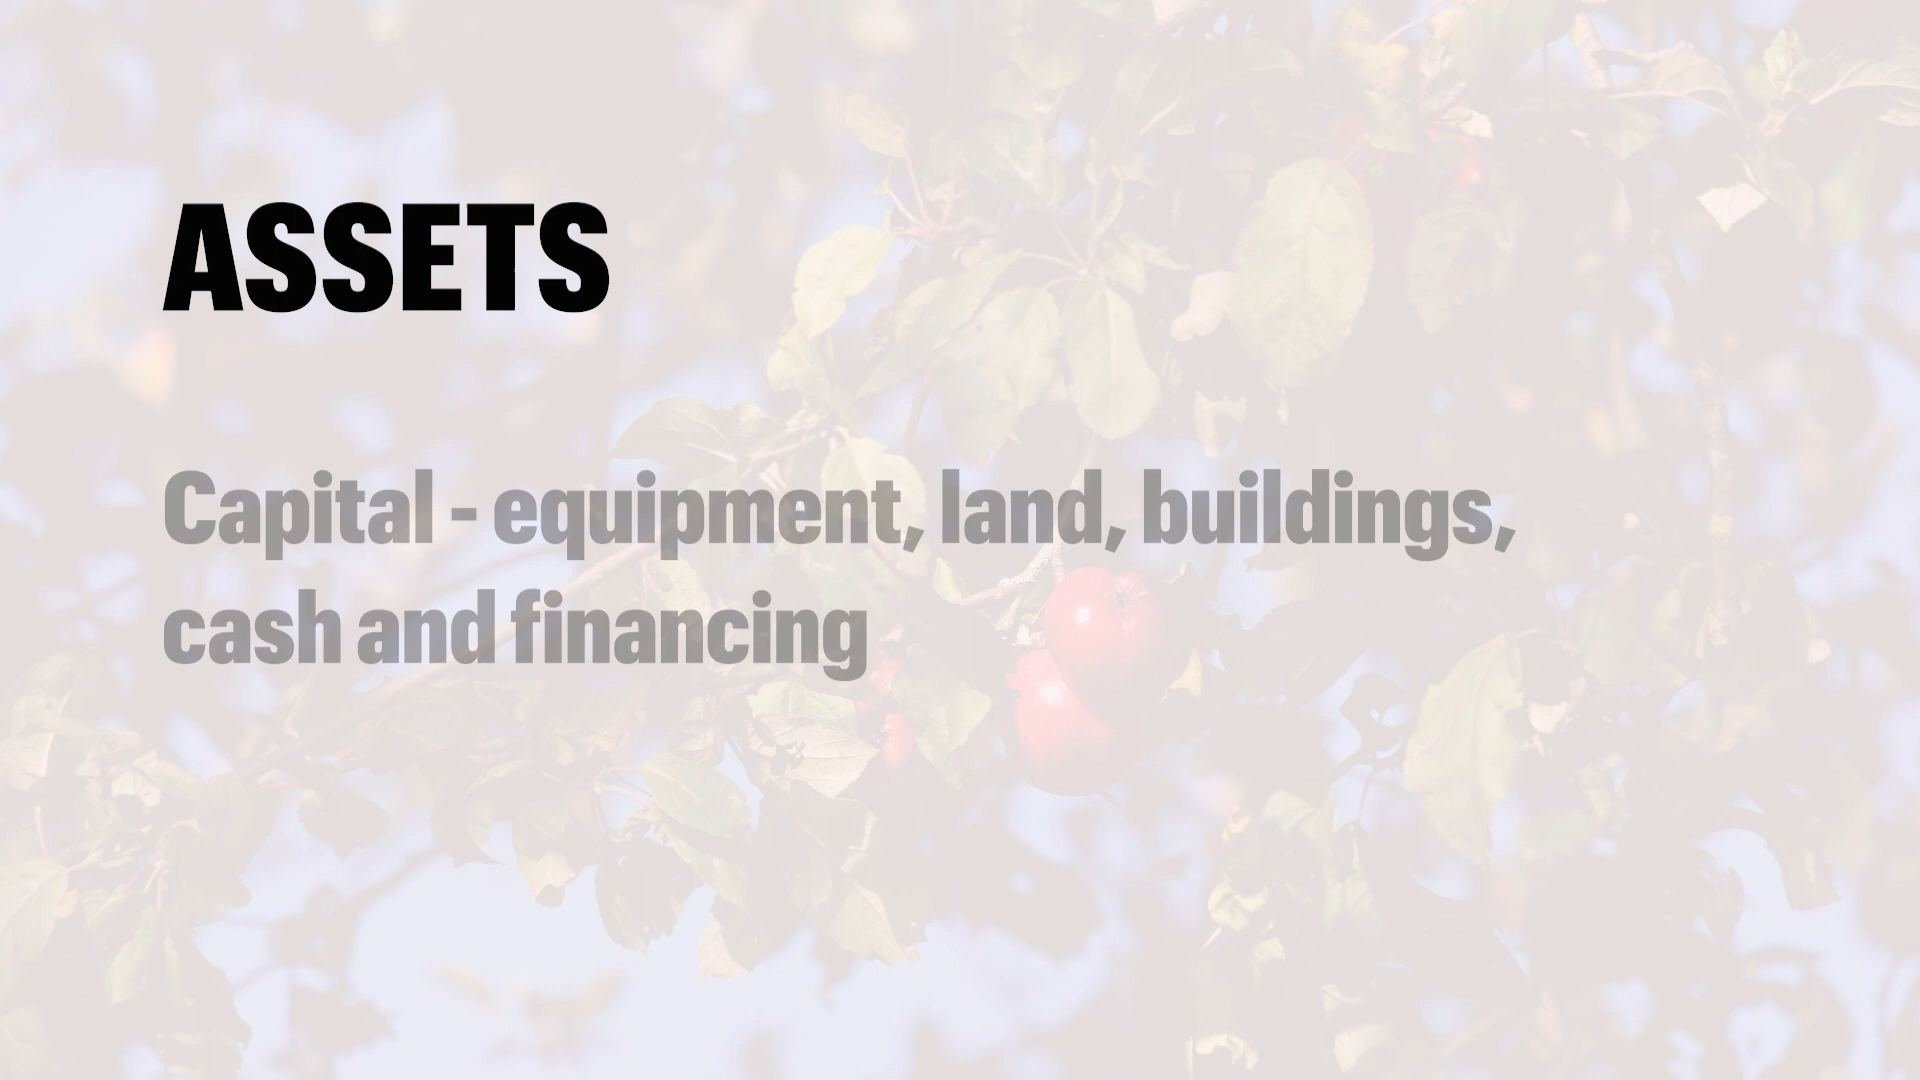 ASSETS
Capital - equipment, land, buildings,
cash and financing